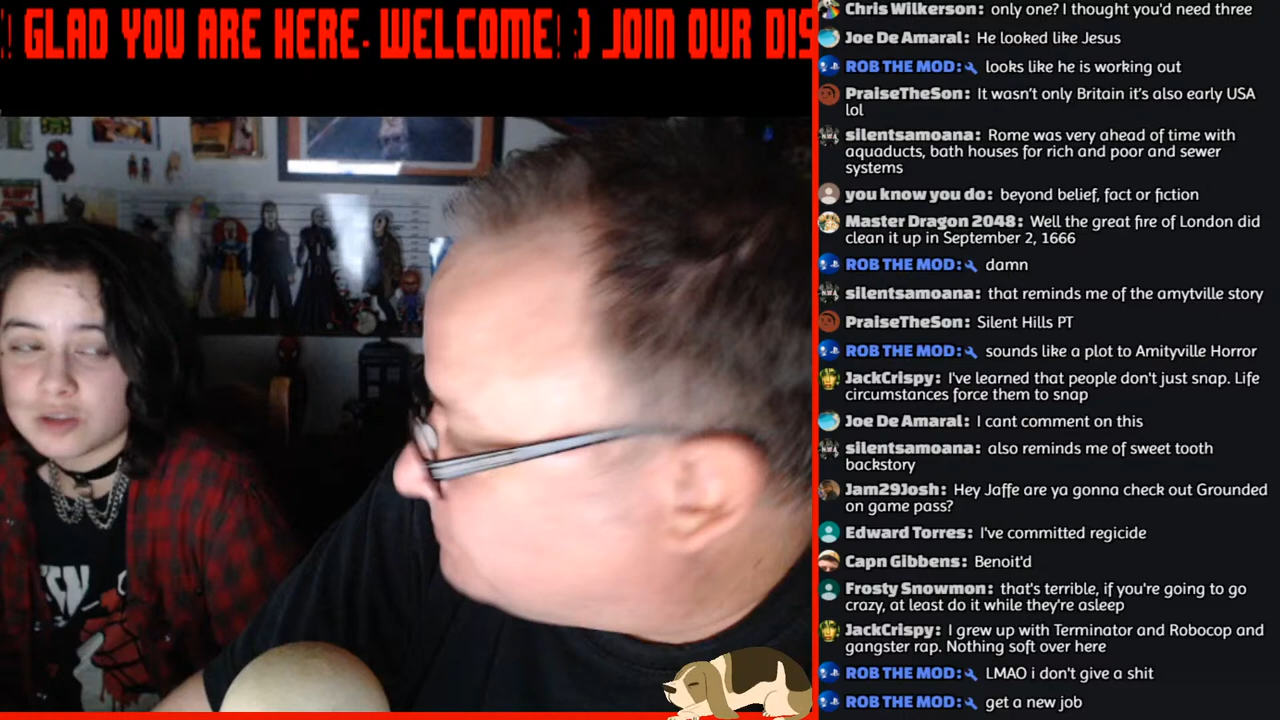 ! GLAD YOU ARE HERE. WELCOME! :) JOIN OUR DIS
Chris Wilkerson: only one? I thought you'd need three
Joe De Amaral: He looked like Jesus
ROB THE MOD: looks like he is working out
PraiseTheSon: It wasn't only Britain it's also early USA
lol
silentsamoana: Rome was very ahead of time with
aquaducts, bath houses for rich and poor and sewer
systems
you know you do: beyond belief, fact or fiction
Master Dragon 2048: Well the great fire of London did
clean it up in September 2, 1666
ROB THE MOD: damn
silentsamoana: that reminds me of the amytville story
PraiseTheSon: Silent Hills PT
ROB THE MOD: sounds like a plot to Amityville Horror
JackCrispy: I've learned that people don't just snap. Life
circumstances force them to snap
Joe De Amaral: I cant comment on this
silentsamoana: also reminds me of sweet tooth
backstory
Jam29Josh: Hey Jaffe are ya gonna check out Grounded
on game pass?
Edward Torres: I've committed regicide
Capn Gibbens: Benoit'd
Frosty Snowmon: that's terrible, if you're going to go
crazy, at least do it while they're asleep
JackCrispy: I grew up with Terminator and Robocop and
gangster rap. Nothing soft over here
ROB THE MOD: LMAO i don't give a shit
ROB THE MOD: get a new job